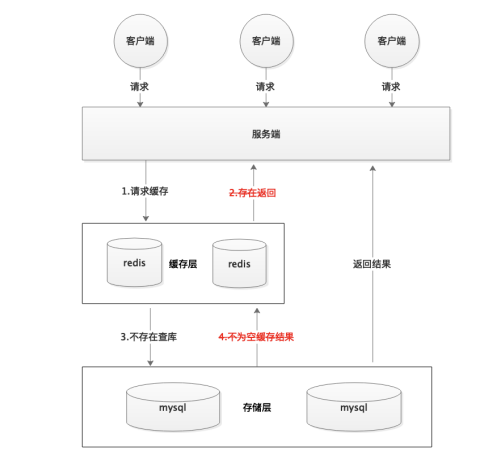 客户端 客户端 客户端
请求 请求 请求
服务端
1.请求缓存 2.存在返回
redis 缓存层 redis 返回结果
3.不存在查库 4.不为空缓存结果
mysql 存储层 mysql